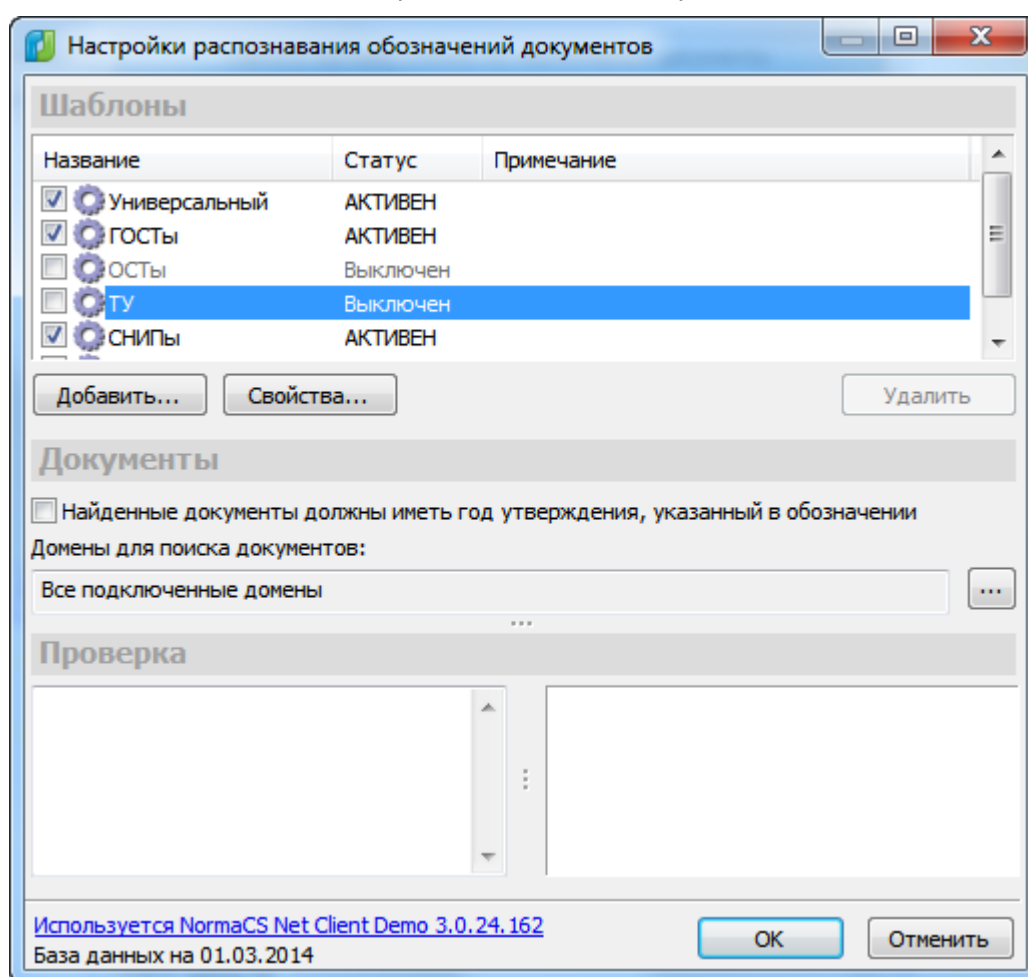 Настройки распознавания обозначений документов
Шаблоны
Название Статус Примечание
Универсальный АКТИВЕН
ГОСТы АКТИВЕН
ОСТы Выключен
ТУ Выключен
СНИПы АКТИВЕН
Добавить... Свойства... Удалить
Документы
Найденные документы должны иметь год утверждения, указанный в обозначении
Домены для поиска документов:
Все подключенные домены ...
Проверка
Используется NormaCS Net Client Demo 3.0.24.162
База данных на 01.03.2014
OK Отменить